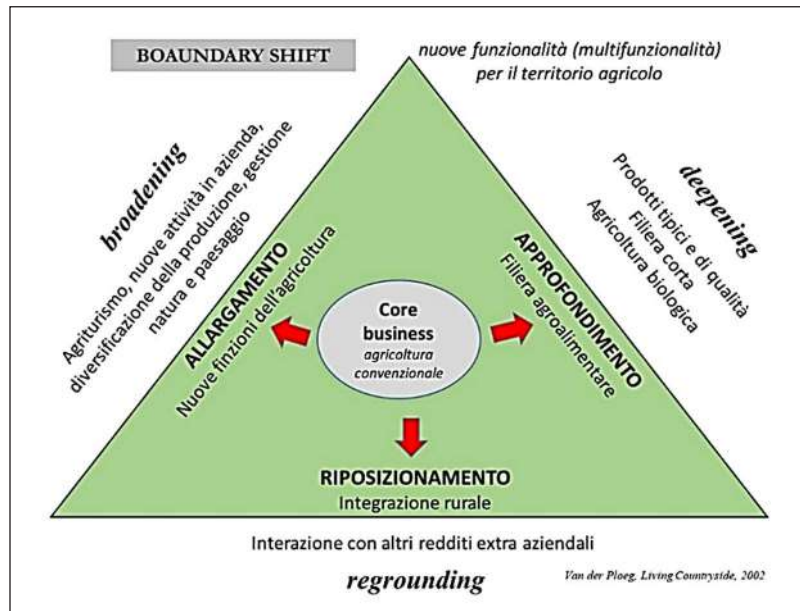 BOAUNDARY SHIFT
nuove funzionalità (multifunzionalità)
per il territorio agricolo
broadening
Agriturismo, nuove attività in azienda,
diversificazione della produzione, gestione
natura e paesaggio
ALLARGAMENTO
Nuove finzioni dell'agricoltura
Core
business
agricoltura
convenzionale
APPROFONDIMENTO
Filiera agroalimentare
deepening
Prodotti tipici e di qualità
Filiera corta
Agricoltura biologica
RIPOSIZIONAMENTO
Integrazione rurale
Interazione con altri redditi extra aziendali
regrounding
Van der Ploeg, Living Countryside, 2002